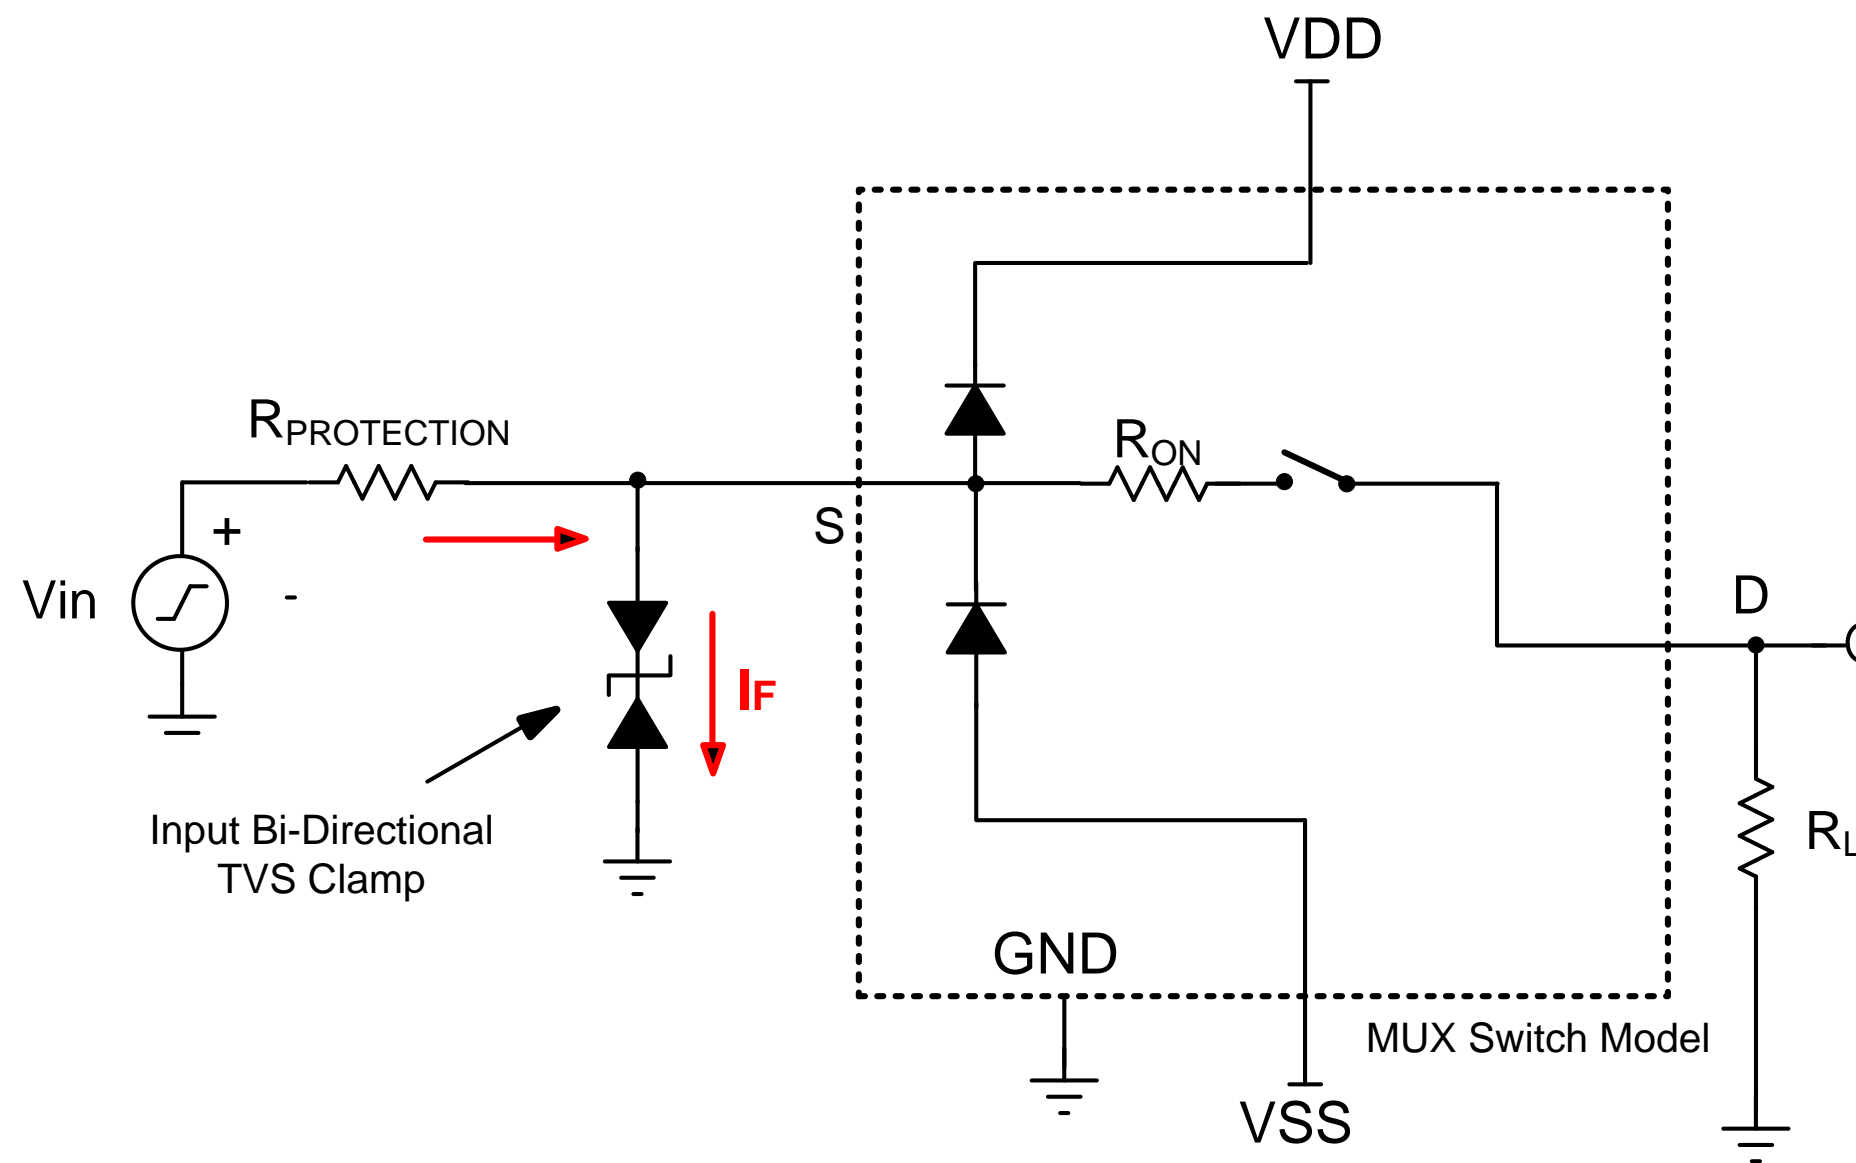 VDD
RPROTECTION
RON
+
S
-
Vin
D
IF
Input Bi-Directional
TVS Clamp
RL
GND
MUX Switch Model
VSS